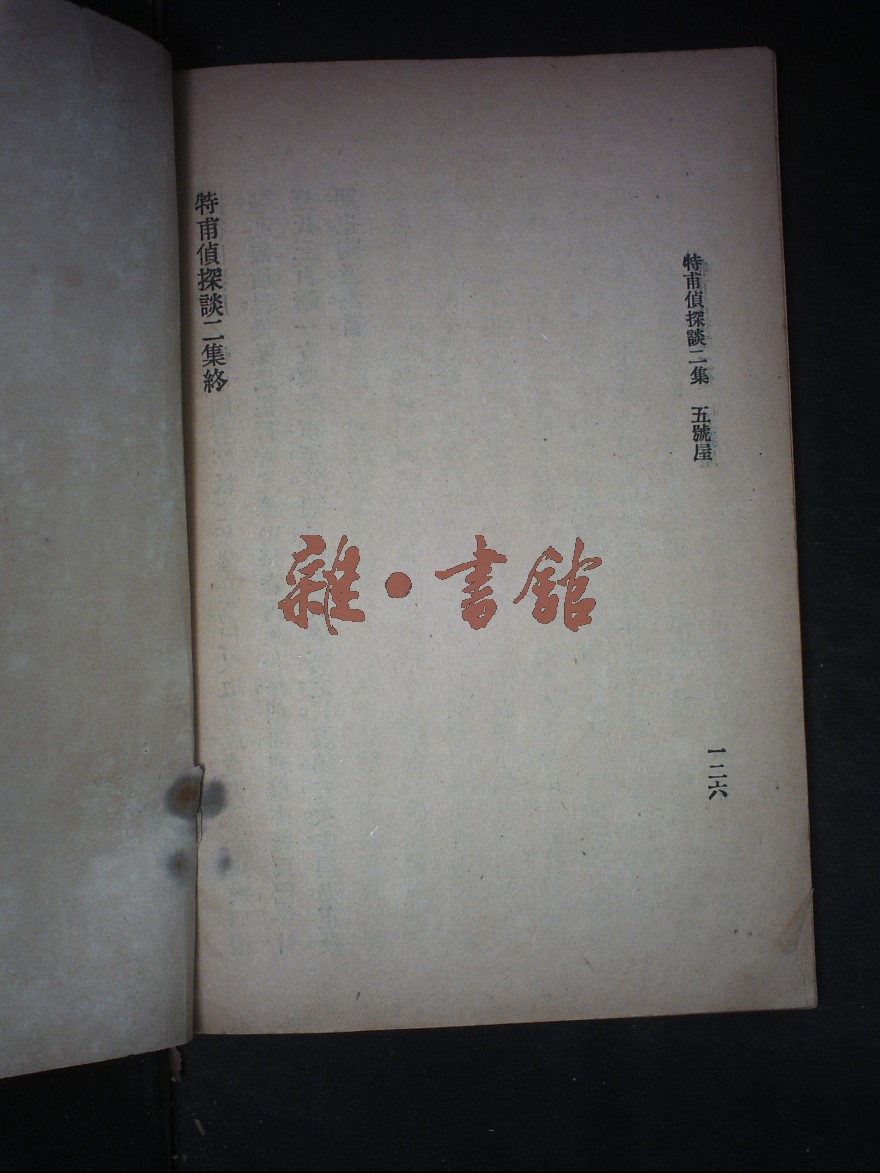 特甫偵探談二集　五號屋
一二六
特甫偵探談二集終
雜·書館